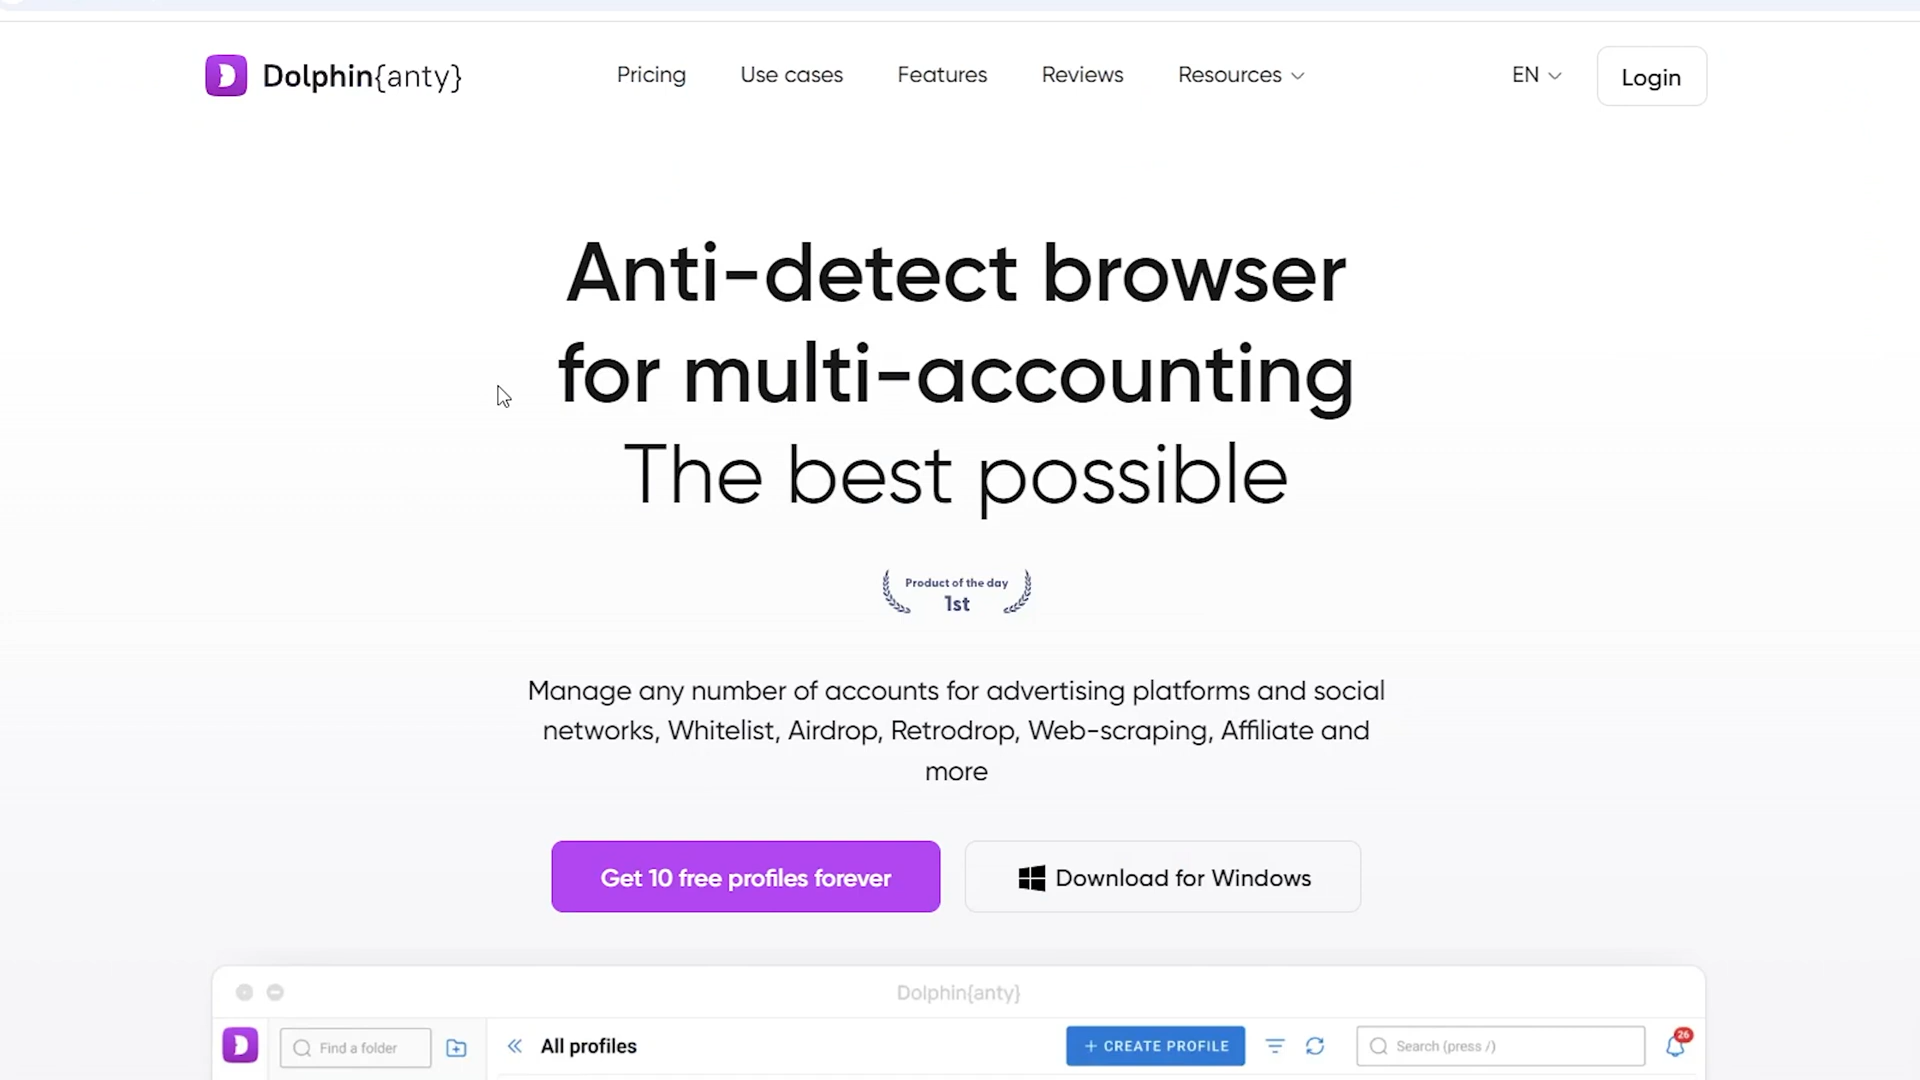 Dolphin{anty}
Pricing
Use cases
Features
Reviews
Resources
EN
Login
Anti-detect browser
for multi-accounting
The best possible
Product of the day
1st
Manage any number of accounts for advertising platforms and social
networks, Whitelist, Airdrop, Retrodrop, Web-scraping, Affiliate and
more
Get 10 free profiles forever
Download for Windows
Dolphin{anty}
Find a folder
All profiles
+ CREATE PROFILE
Search (press /)
26